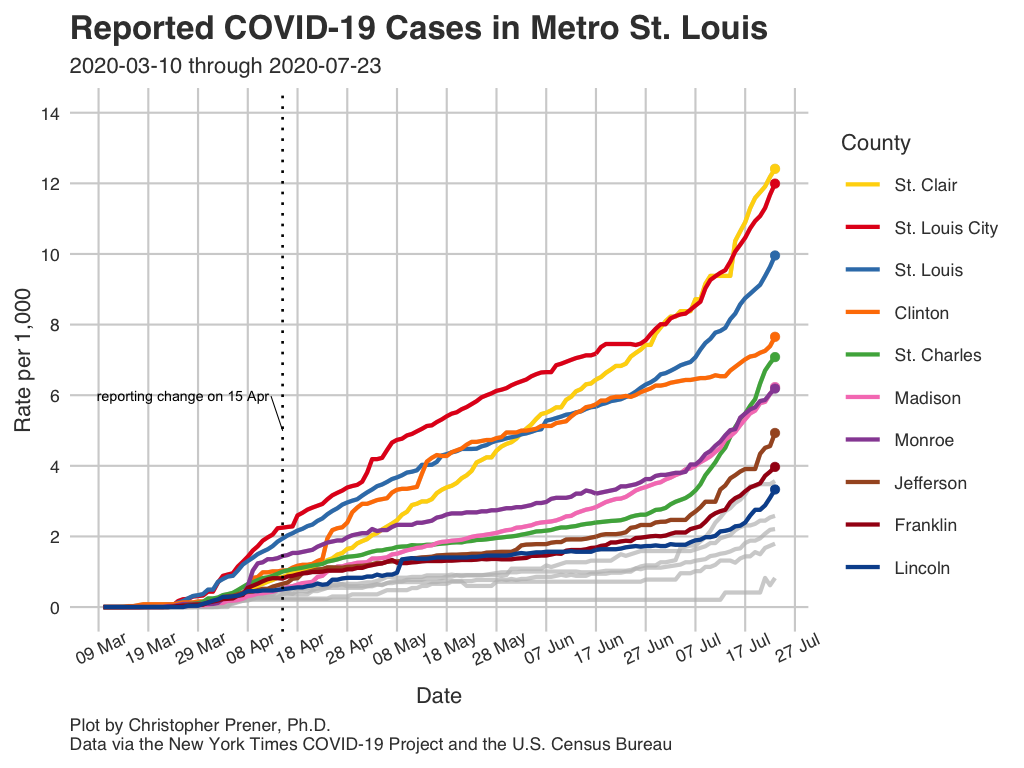 Reported COVID-19 Cases in Metro St. Louis
2020-03-10 through 2020-07-23
14
12
10
8
6
4
2
0
Rate per 1,000
reporting change on 15 Apr
09 Mar
19 Mar
29 Mar
08 Apr
18 Apr
28 Apr
08 May
18 May
28 May
07 Jun
17 Jun
27 Jun
07 Jul
17 Jul
27 Jul
Date
County
St. Clair
St. Louis City
St. Louis
Clinton
St. Charles
Madison
Monroe
Jefferson
Franklin
Lincoln
Plot by Christopher Prener, Ph.D.
Data via the New York Times COVID-19 Project and the U.S. Census Bureau